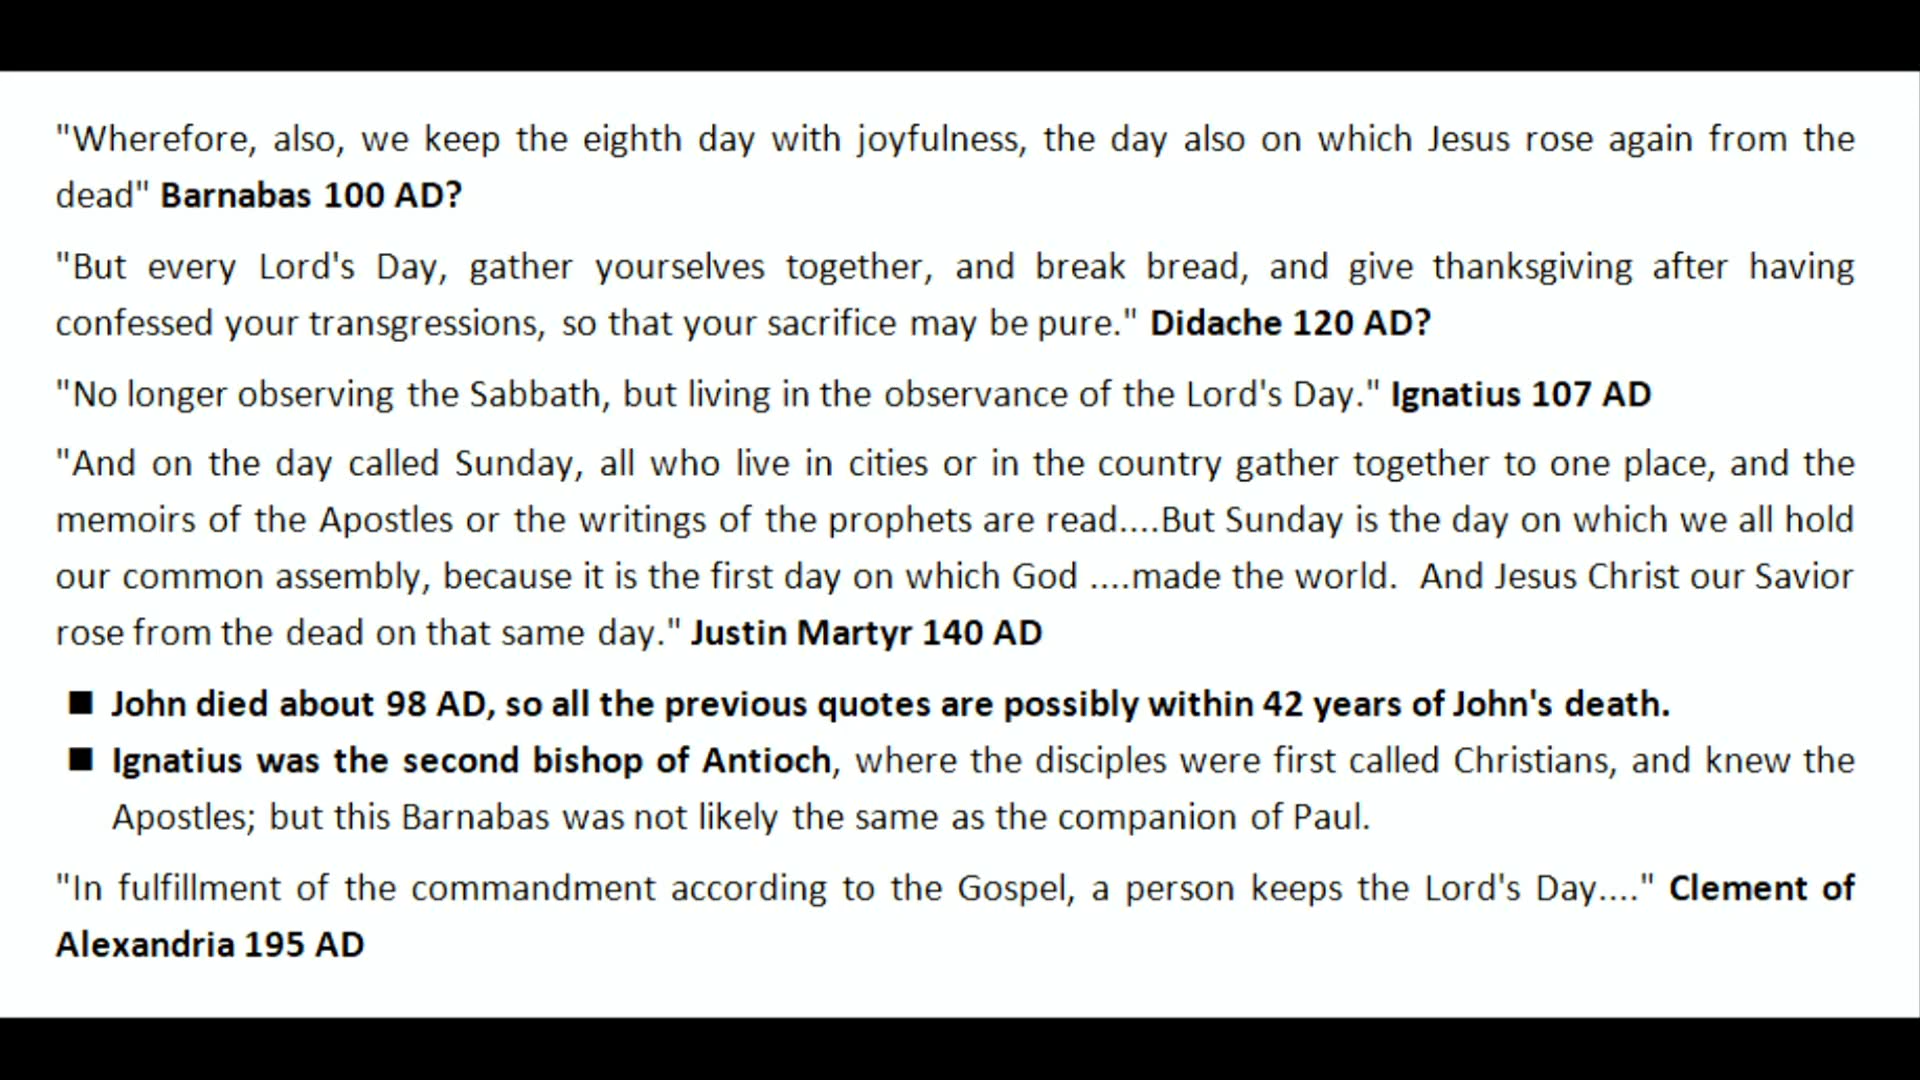 "Wherefore, also, we keep the eighth day with joyfulness, the day also on which Jesus rose again from the
dead" Barnabas 100 AD?
"But every Lord's Day, gather yourselves together, and break bread, and give thanksgiving after having
confessed your transgressions, so that your sacrifice may be pure." Didache 120 AD?
"No longer observing the Sabbath, but living in the observance of the Lord's Day." Ignatius 107 AD
"And on the day called Sunday, all who live in cities or in the country gather together to one place, and the
memoirs of the Apostles or the writings of the prophets are read....But Sunday is the day on which we all hold
our common assembly, because it is the first day on which God ....made the world.  And Jesus Christ our Savior
rose from the dead on that same day." Justin Martyr 140 AD
■ John died about 98 AD, so all the previous quotes are possibly within 42 years of John's death.
■ Ignatius was the second bishop of Antioch, where the disciples were first called Christians, and knew the
Apostles; but this Barnabas was not likely the same as the companion of Paul.
"In fulfillment of the commandment according to the Gospel, a person keeps the Lord's Day...." Clement of
Alexandria 195 AD